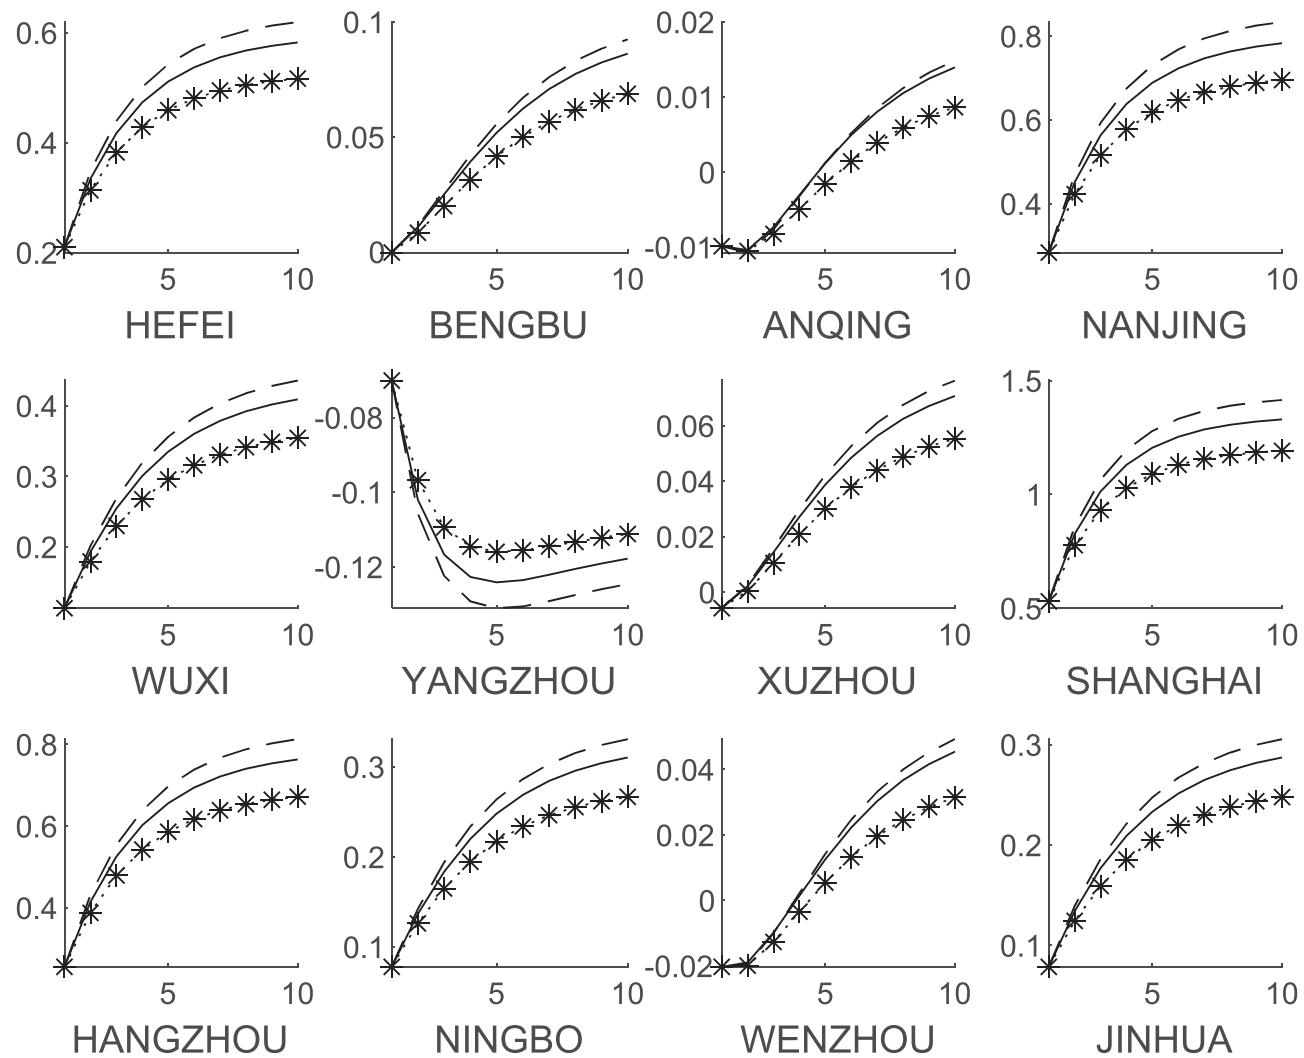 0.6 0.1 0.02 0.8
0.4 0.05 0.01 0.6
0 0.4
0.2 0 -0.01
5 10 5 10 5 10 5 10
HEFEI BENGBU ANQING NANJING
0.4 -0.08 0.06 1.5
0.3 -0.1 0.04 1
0.2 -0.12 0.02
0 0.5
5 10 5 10 5 10 5 10
WUXI YANGZHOU XUZHOU SHANGHAI
0.8 0.3 0.04 0.3
0.6 0.2 0.02 0.2
0.4 0.1 0 0.1
-0.02
5 10 5 10 5 10 5 10
HANGZHOU NINGBO WENZHOU JINHUA